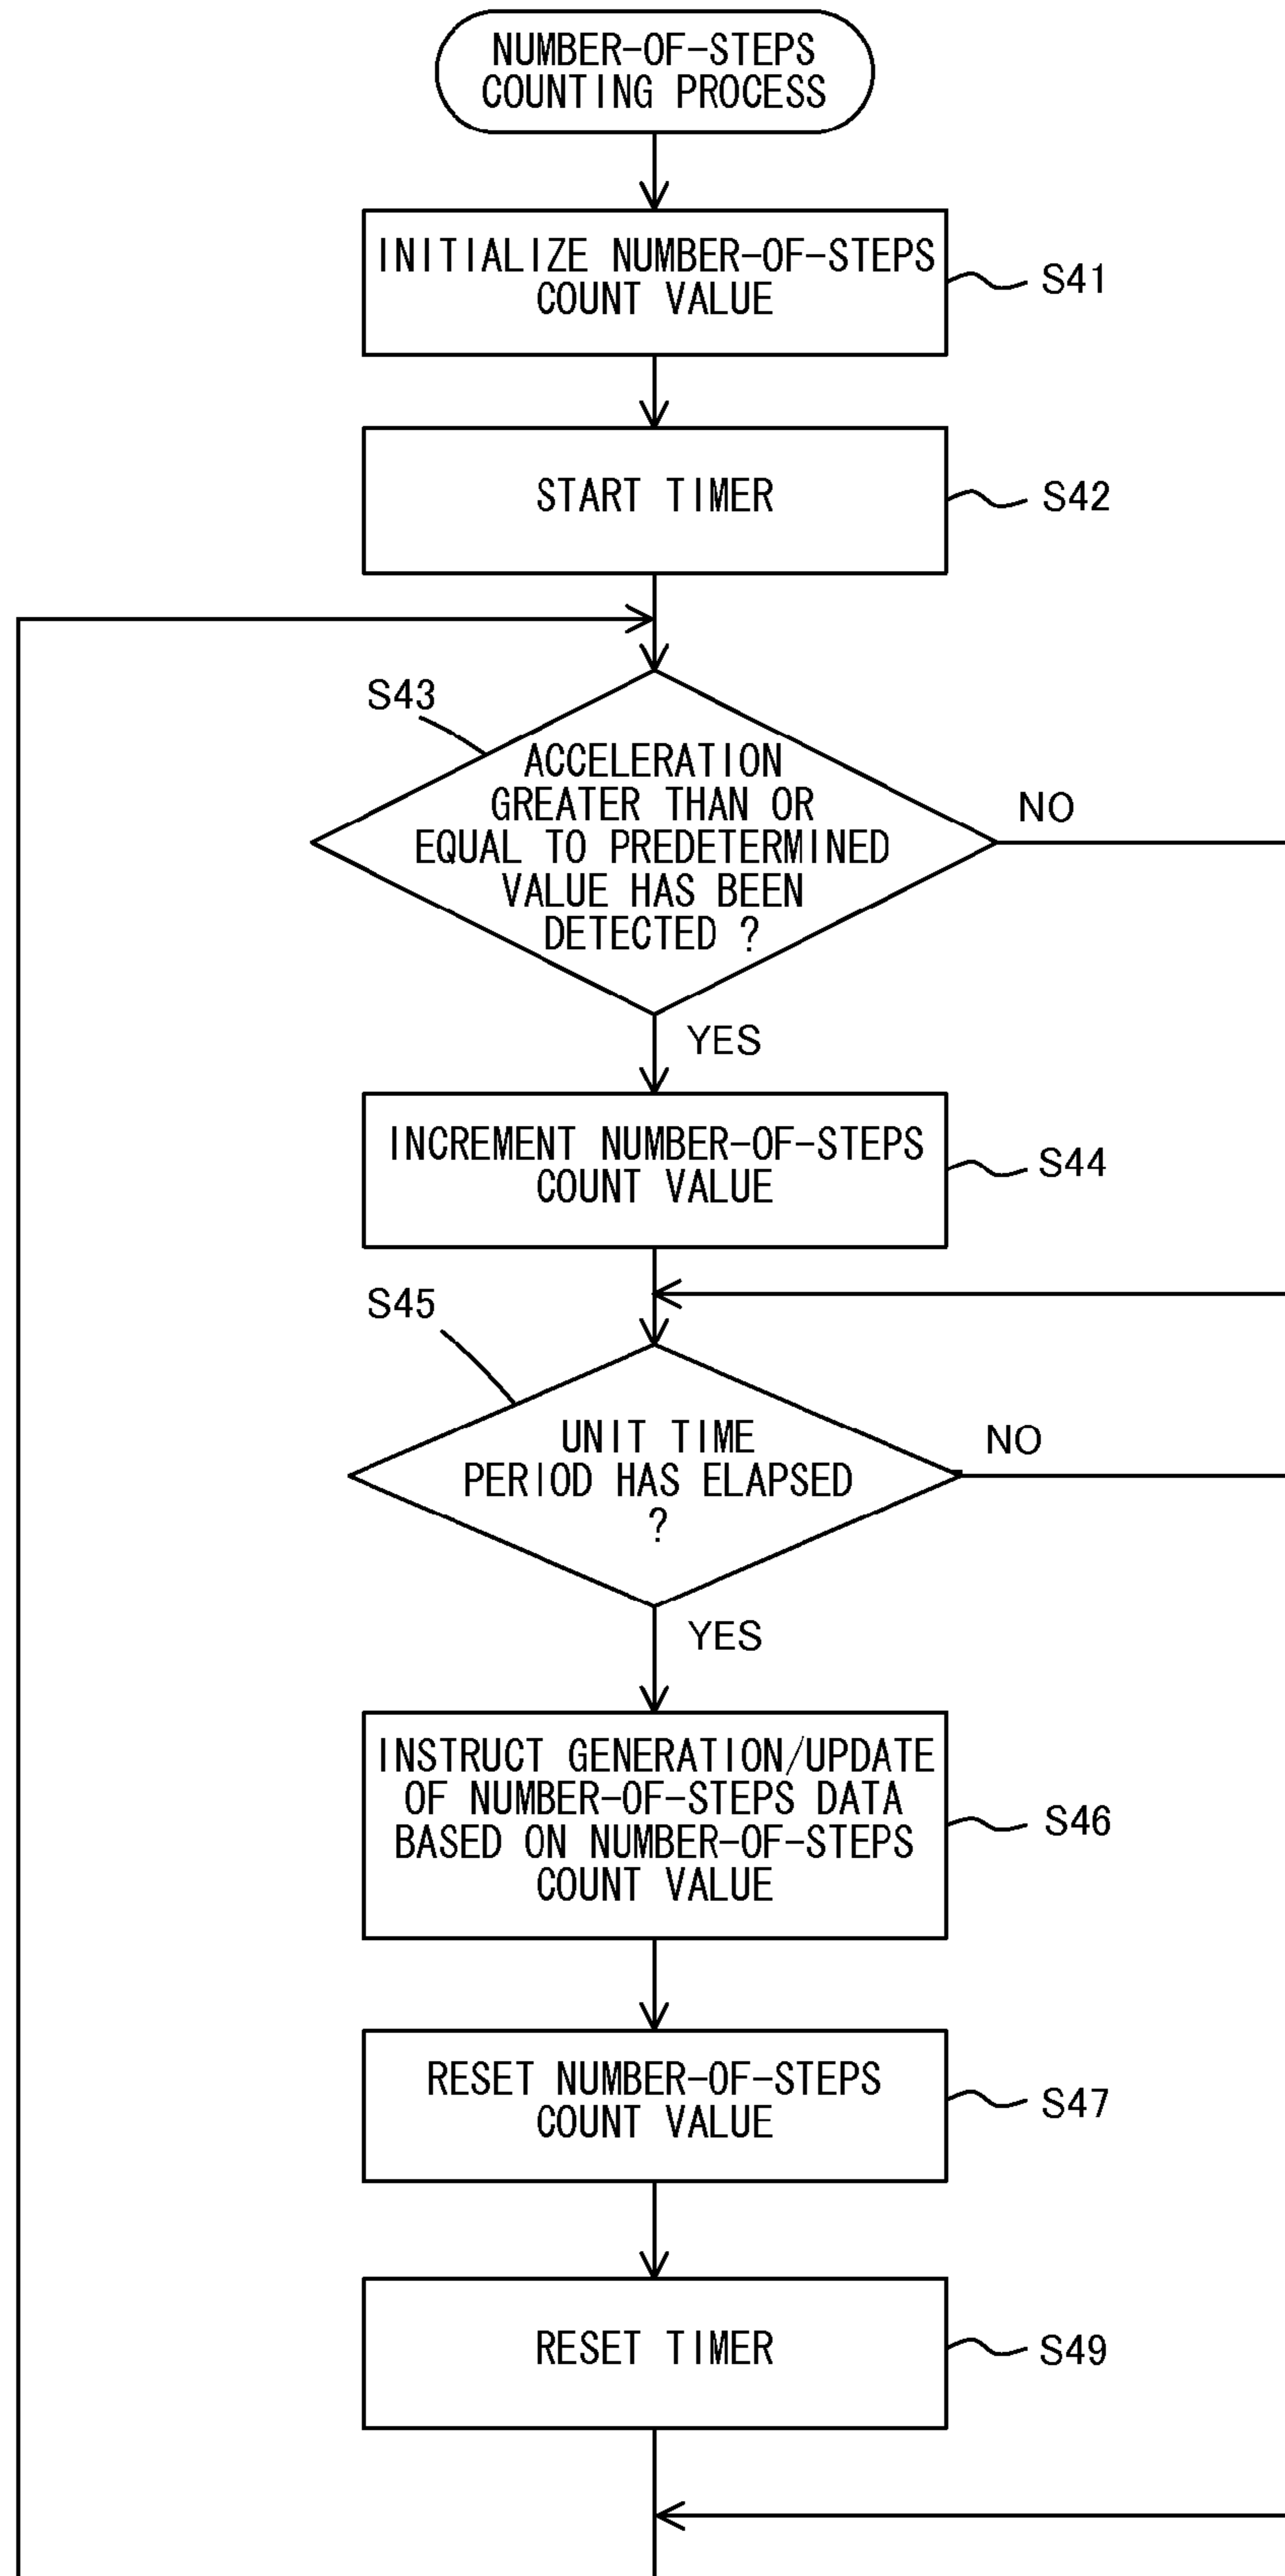 NUMBER-OF-STEPS
COUNTING PROCESS
INITIALIZE NUMBER-OF-STEPS
COUNT VALUE
S41
START TIMER
S42
S43
ACCELERATION
GREATER THAN OR
EQUAL TO PREDETERMINED
VALUE HAS BEEN
DETECTED ?
NO
YES
INCREMENT NUMBER-OF-STEPS
COUNT VALUE
S44
S45
UNIT TIME
PERIOD HAS ELAPSED
?
NO
YES
INSTRUCT GENERATION/UPDATE
OF NUMBER-OF-STEPS DATA
BASED ON NUMBER-OF-STEPS
COUNT VALUE
S46
RESET NUMBER-OF-STEPS
COUNT VALUE
S47
RESET TIMER
S49